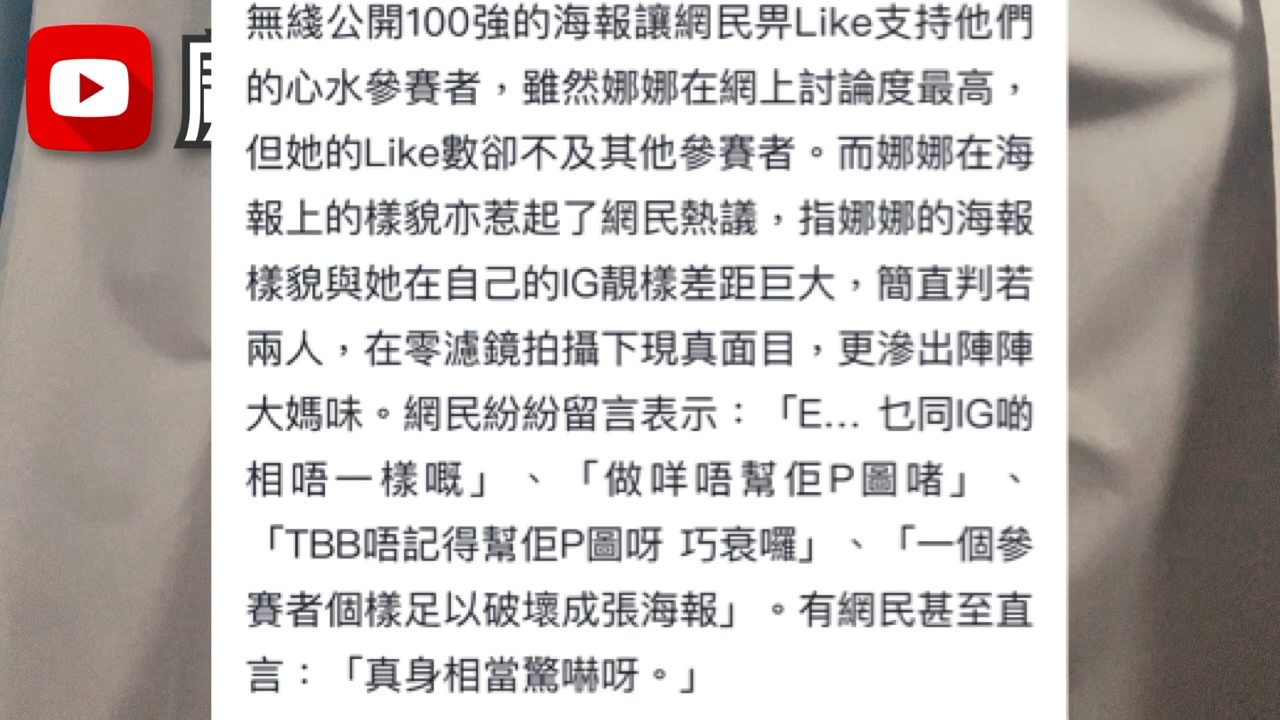 無綫公開100強的海報讓網民畀Like支持他們
的心水參賽者，雖然娜娜在網上討論度最高，
但她的Like數卻不及其他參賽者。而娜娜在海
報上的樣貌亦惹起了網民熱議，指娜娜的海報
樣貌與她在自己的IG靚樣差距巨大，簡直判若
兩人，在零濾鏡拍攝下現真面目，更滲出陣陣
大媽味。網民紛紛留言表示：「E... 乜同IG啲
相唔一樣嘅」、「做咩唔幫佢P圖啫」、
「TBB唔記得幫佢P圖呀 巧衰囉」、「一個參
賽者個樣足以破壞成張海報」。有網民甚至直
言：「真身相當驚嚇呀。」